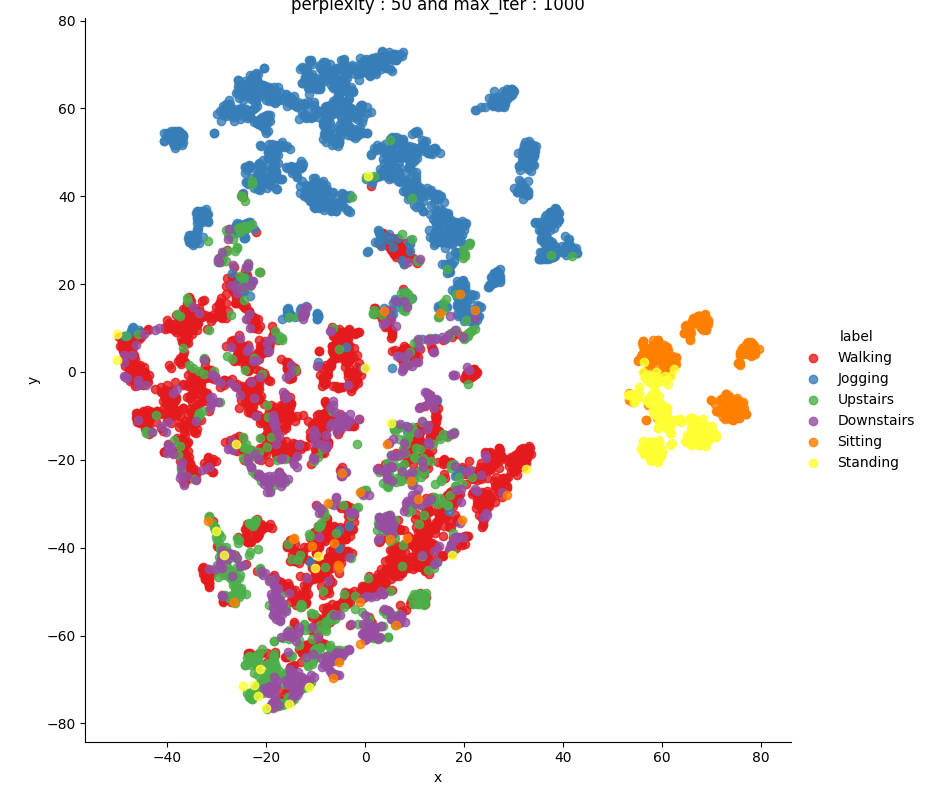 perplexity : 50 and max_iter : 1000
80
60
40
20
0
−20
−40
−60
−80
y
−40
−20
0
20
40
60
80
x
label
Walking
Jogging
Upstairs
Downstairs
Sitting
Standing